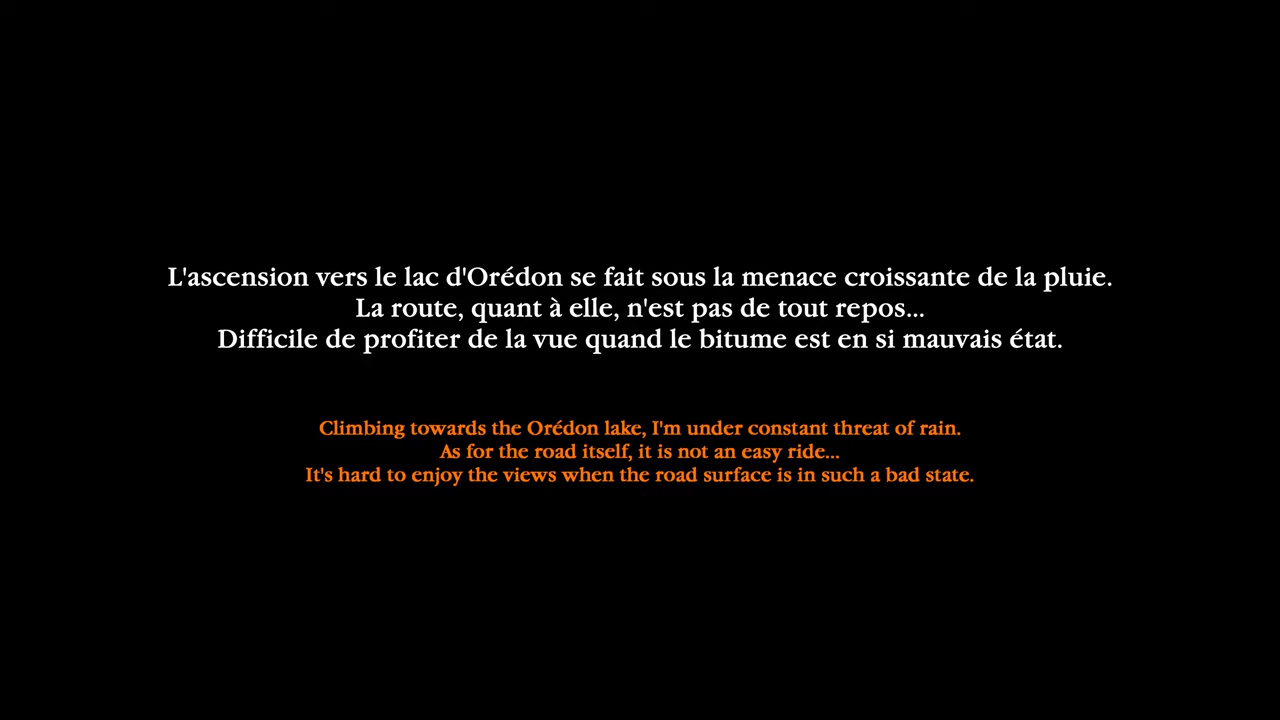 L'ascension vers le lac d'Orédon se fait sous la menace croissante de la pluie.
La route, quant à elle, n'est pas de tout repos...
Difficile de profiter de la vue quand le bitume est en si mauvais état.
Climbing towards the Orédon lake, I'm under constant threat of rain.
As for the road itself, it is not an easy ride...
It's hard to enjoy the views when the road surface is in such a bad state.